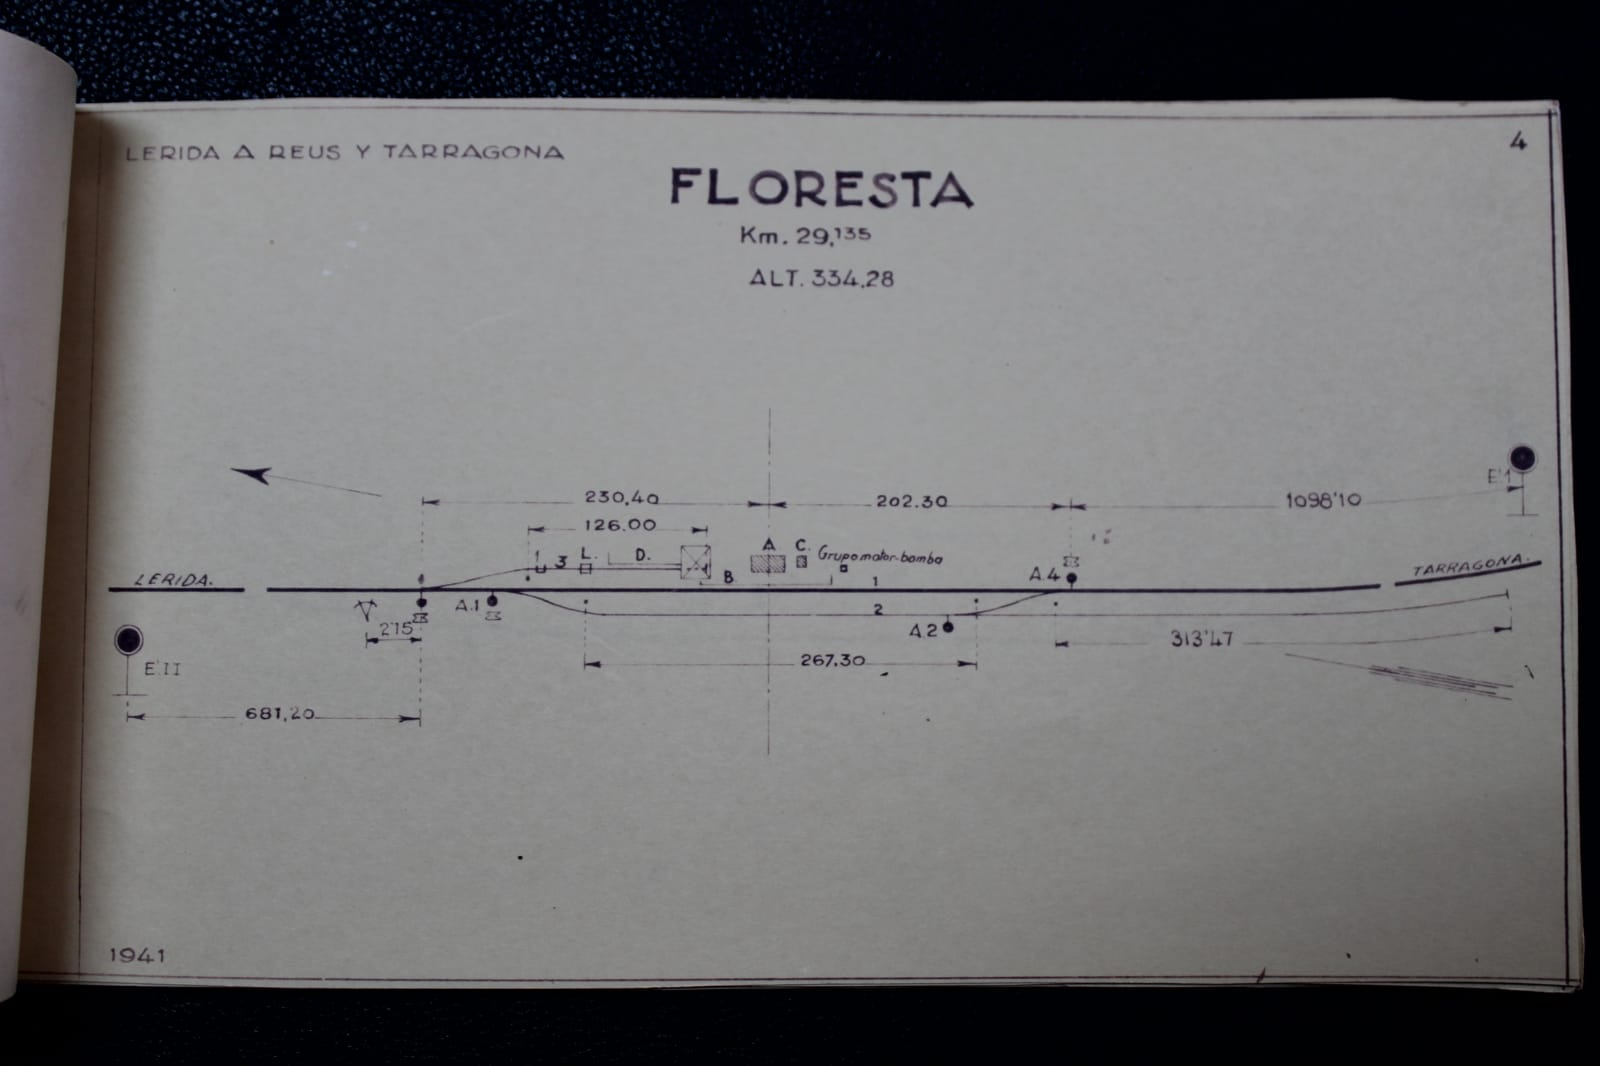 LERIDA A REUS Y TARRAGONA
4
FLORESTA
Km. 29,135
ALT. 334,28
E'1
230,40
202.30
1098'10
126.00
3
L.
D.
A
C.
Grupo motor-bomba
B
1
A.4
TARRAGONA.
LERIDA.
A.1
2
A.2
2'15
313'47
E'II
267,30
681,20
1941